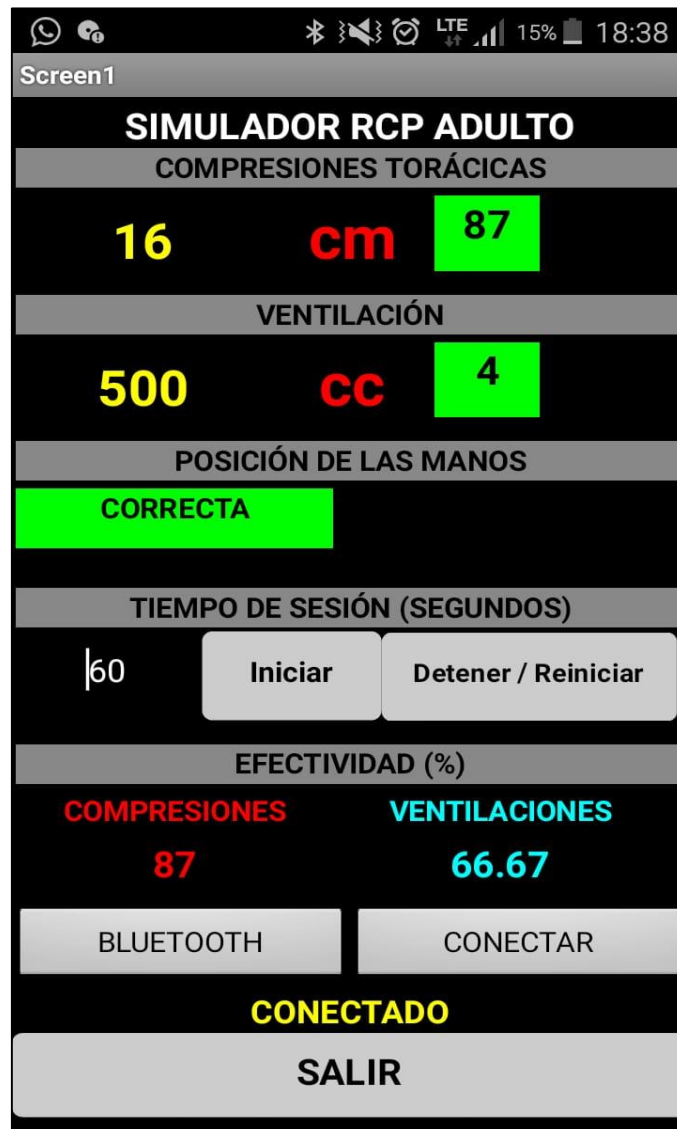 LTE 15% 18:38
Screen1
SIMULADOR RCP ADULTO
COMPRESIONES TORÁCICAS
16 cm 87
VENTILACIÓN
500 cc 4
POSICIÓN DE LAS MANOS
CORRECTA
TIEMPO DE SESIÓN (SEGUNDOS)
60 Iniciar Detener / Reiniciar
EFECTIVIDAD (%)
COMPRESIONES VENTILACIONES
87 66.67
BLUETOOTH CONECTAR
CONECTADO
SALIR